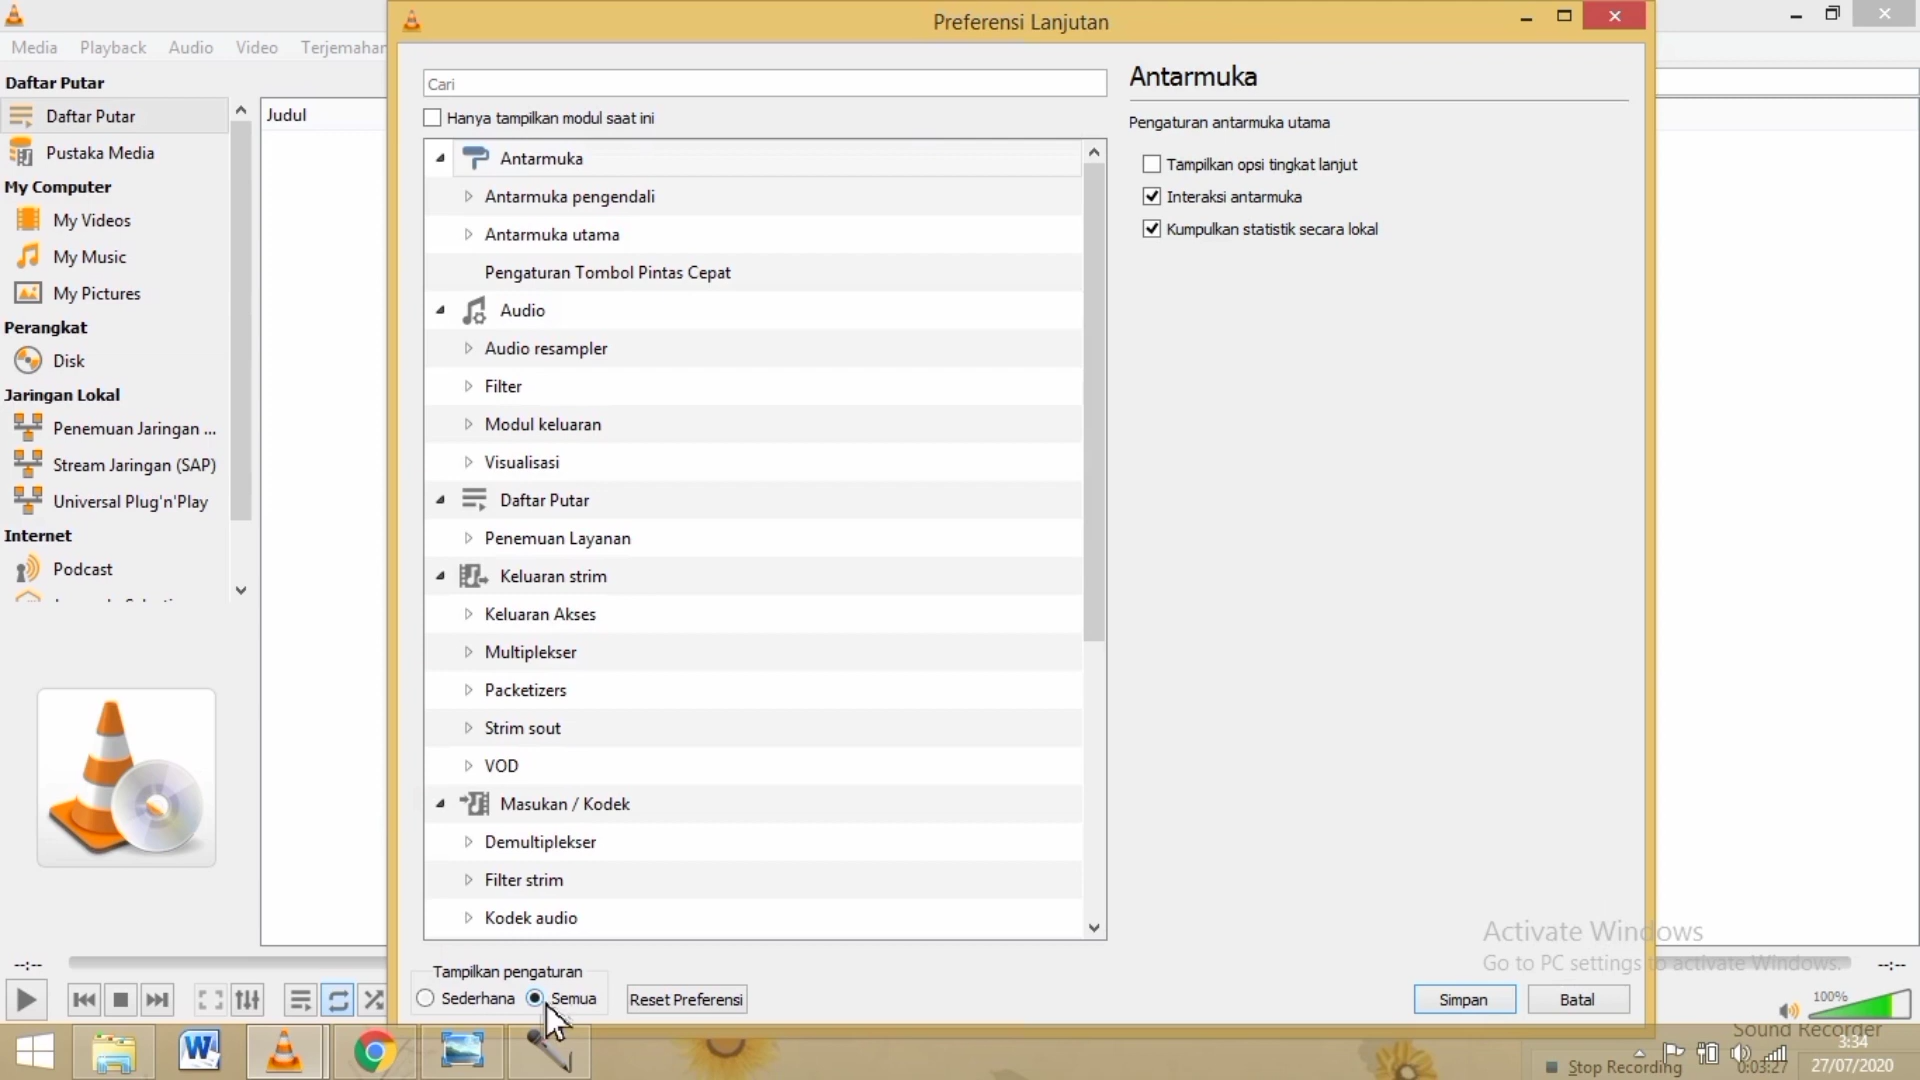 Preferensi Lanjutan
Media Playback Audio Video Terjemahan
Daftar Putar
Daftar Putar
Pustaka Media
My Computer
My Videos
My Music
My Pictures
Perangkat
Disk
Jaringan Lokal
Penemuan Jaringan ...
Stream Jaringan (SAP)
Universal Plug'n'Play
Internet
Podcast
Judul
Cari
Hanya tampilkan modul saat ini
Antarmuka
Antarmuka pengendali
Antarmuka utama
Pengaturan Tombol Pintas Cepat
Audio
Audio resampler
Filter
Modul keluaran
Visualisasi
Daftar Putar
Penemuan Layanan
Keluaran strim
Keluaran Akses
Multiplekser
Packetizers
Strim sout
VOD
Masukan / Kodek
Demultiplekser
Filter strim
Kodek audio
Antarmuka
Pengaturan antarmuka utama
Tampilkan opsi tingkat lanjut
Interaksi antarmuka
Kumpulkan statistik secara lokal
Activate Windows
Go to PC settings to activate Windows.
Tampilkan pengaturan
Sederhana Semua
Reset Preferensi
Simpan Batal
--:--
--:--
100%
Sound Recorder
Stop Recording
0:03:27
3:34
27/07/2020